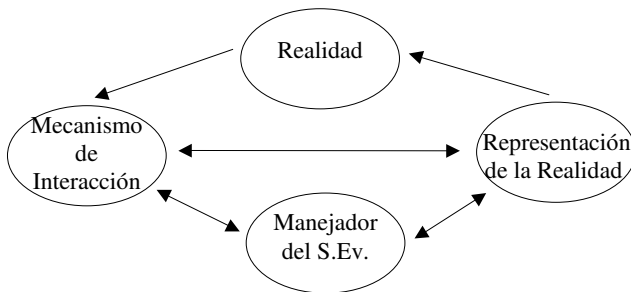 Realidad
Mecanismo
de
Interacción
Representación
de la Realidad
Manejador
del S.Ev.